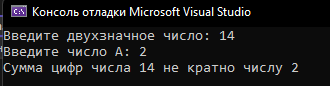 Консоль отладки Microsoft Visual Studio
Введите двухзначное число: 14
Введите число А: 2
Сумма цифр числа 14 не кратно числу 2